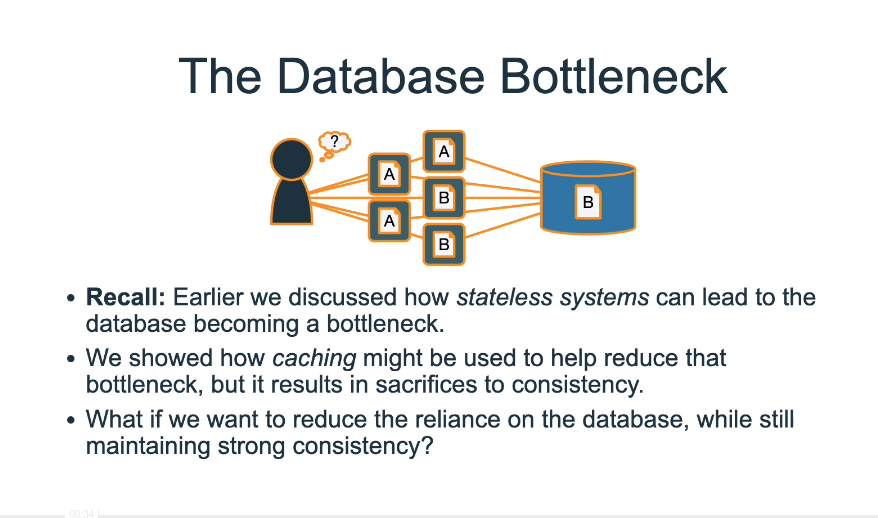 The Database Bottleneck
?
A
A
B
B
A
A
B
• Recall: Earlier we discussed how stateless systems can lead to the
database becoming a bottleneck.
• We showed how caching might be used to help reduce that
bottleneck, but it results in sacrifices to consistency.
• What if we want to reduce the reliance on the database, while still
maintaining strong consistency?
00:34